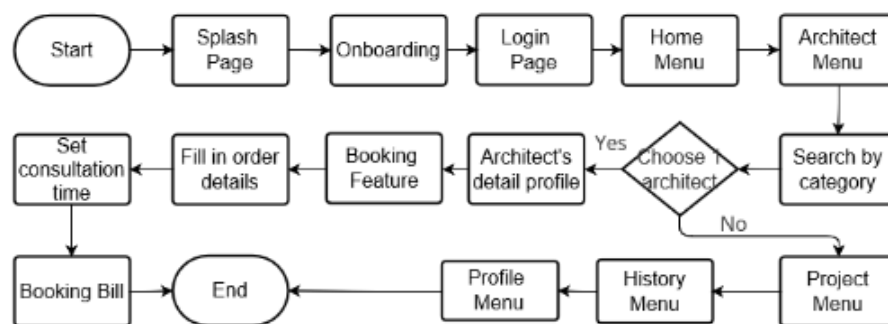 Start
Splash
Page
Onboarding
Login
Page
Home
Menu
Architect
Menu
Set
consultation
time
Fill in order
details
Booking
Feature
Architect's
detail profile
Yes
Choose 1
architect
Search by
category
No
Booking Bill
End
Profile
Menu
History
Menu
Project
Menu